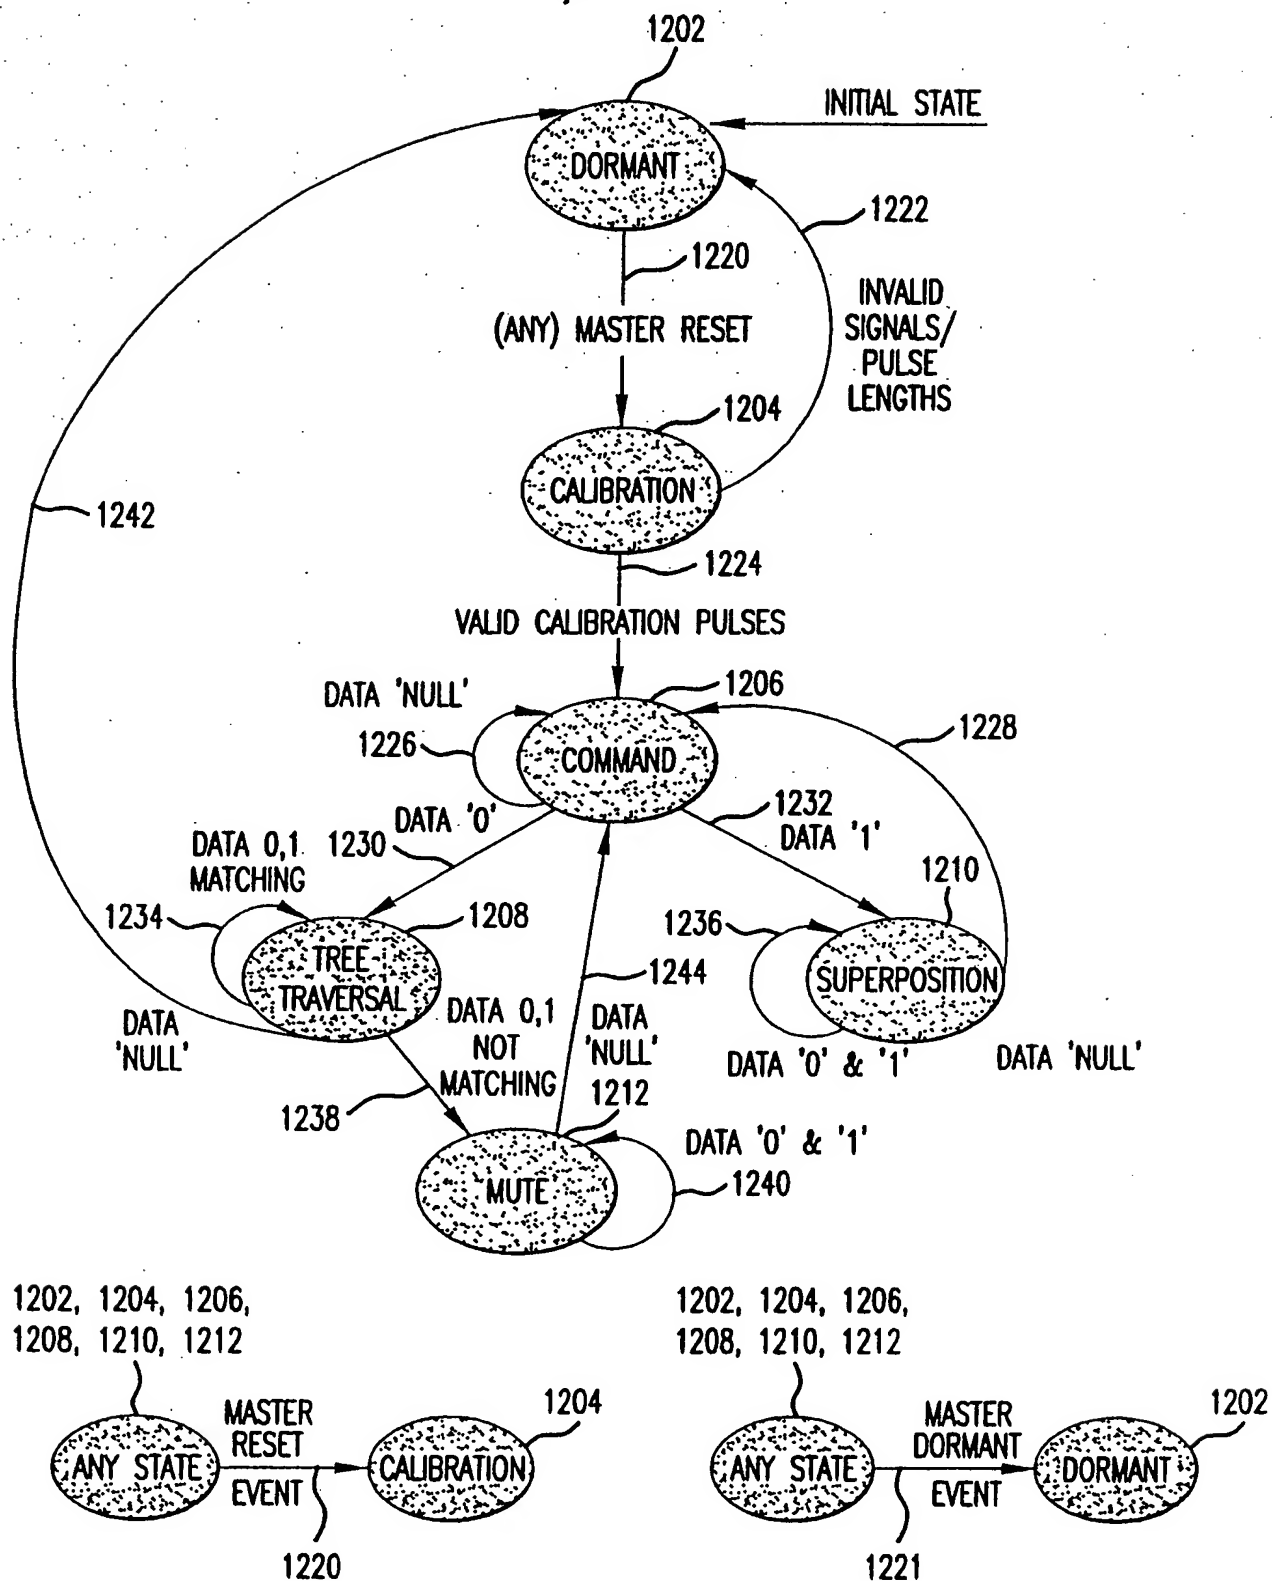 1202
INITIAL STATE
DORMANT
1222
1220
INVALID
SIGNALS/
PULSE
LENGTHS
(ANY) MASTER RESET
1204
CALIBRATION
1242
1224
VALID CALIBRATION PULSES
DATA 'NULL'
1206
1226
1228
COMMAND
1232
DATA '1'
DATA '0'
1230
DATA 0,1
MATCHING
1234
1208
1210
1236
TREE
TRAVERSAL
SUPERPOSITION
1244
DATA
'NULL'
DATA 0,1
NOT
MATCHING
DATA
'NULL'
DATA '0' & '1'
DATA 'NULL'
1238
1212
MUTE
DATA '0' & '1'
1240
1202, 1204, 1206,
1208, 1210, 1212
ANY STATE
MASTER
RESET
EVENT
1220
1204
CALIBRATION
1202, 1204, 1206,
1208, 1210, 1212
ANY STATE
MASTER
DORMANT
EVENT
1221
1202
DORMANT